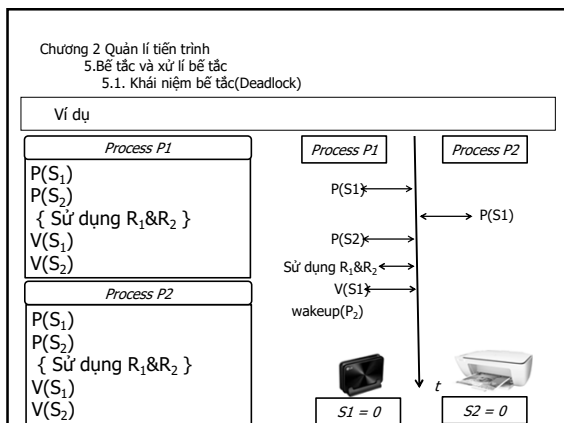 Chương 2 Quản lí tiến trình
5.Bế tắc và xử lí bế tắc
5.1. Khái niệm bế tắc(Deadlock)
Ví dụ
Process P1
P(S₁)
P(S₂)
{ Sử dụng R₁&R₂ }
V(S₁)
V(S₂)
Process P2
P(S₁)
P(S₂)
{ Sử dụng R₁&R₂ }
V(S₁)
V(S₂)
Process P1
Process P2
P(S1)
P(S1)
P(S2)
Sử dụng R₁&R₂
V(S1)
wakeup(P₂)
t
S1 = 0
S2 = 0